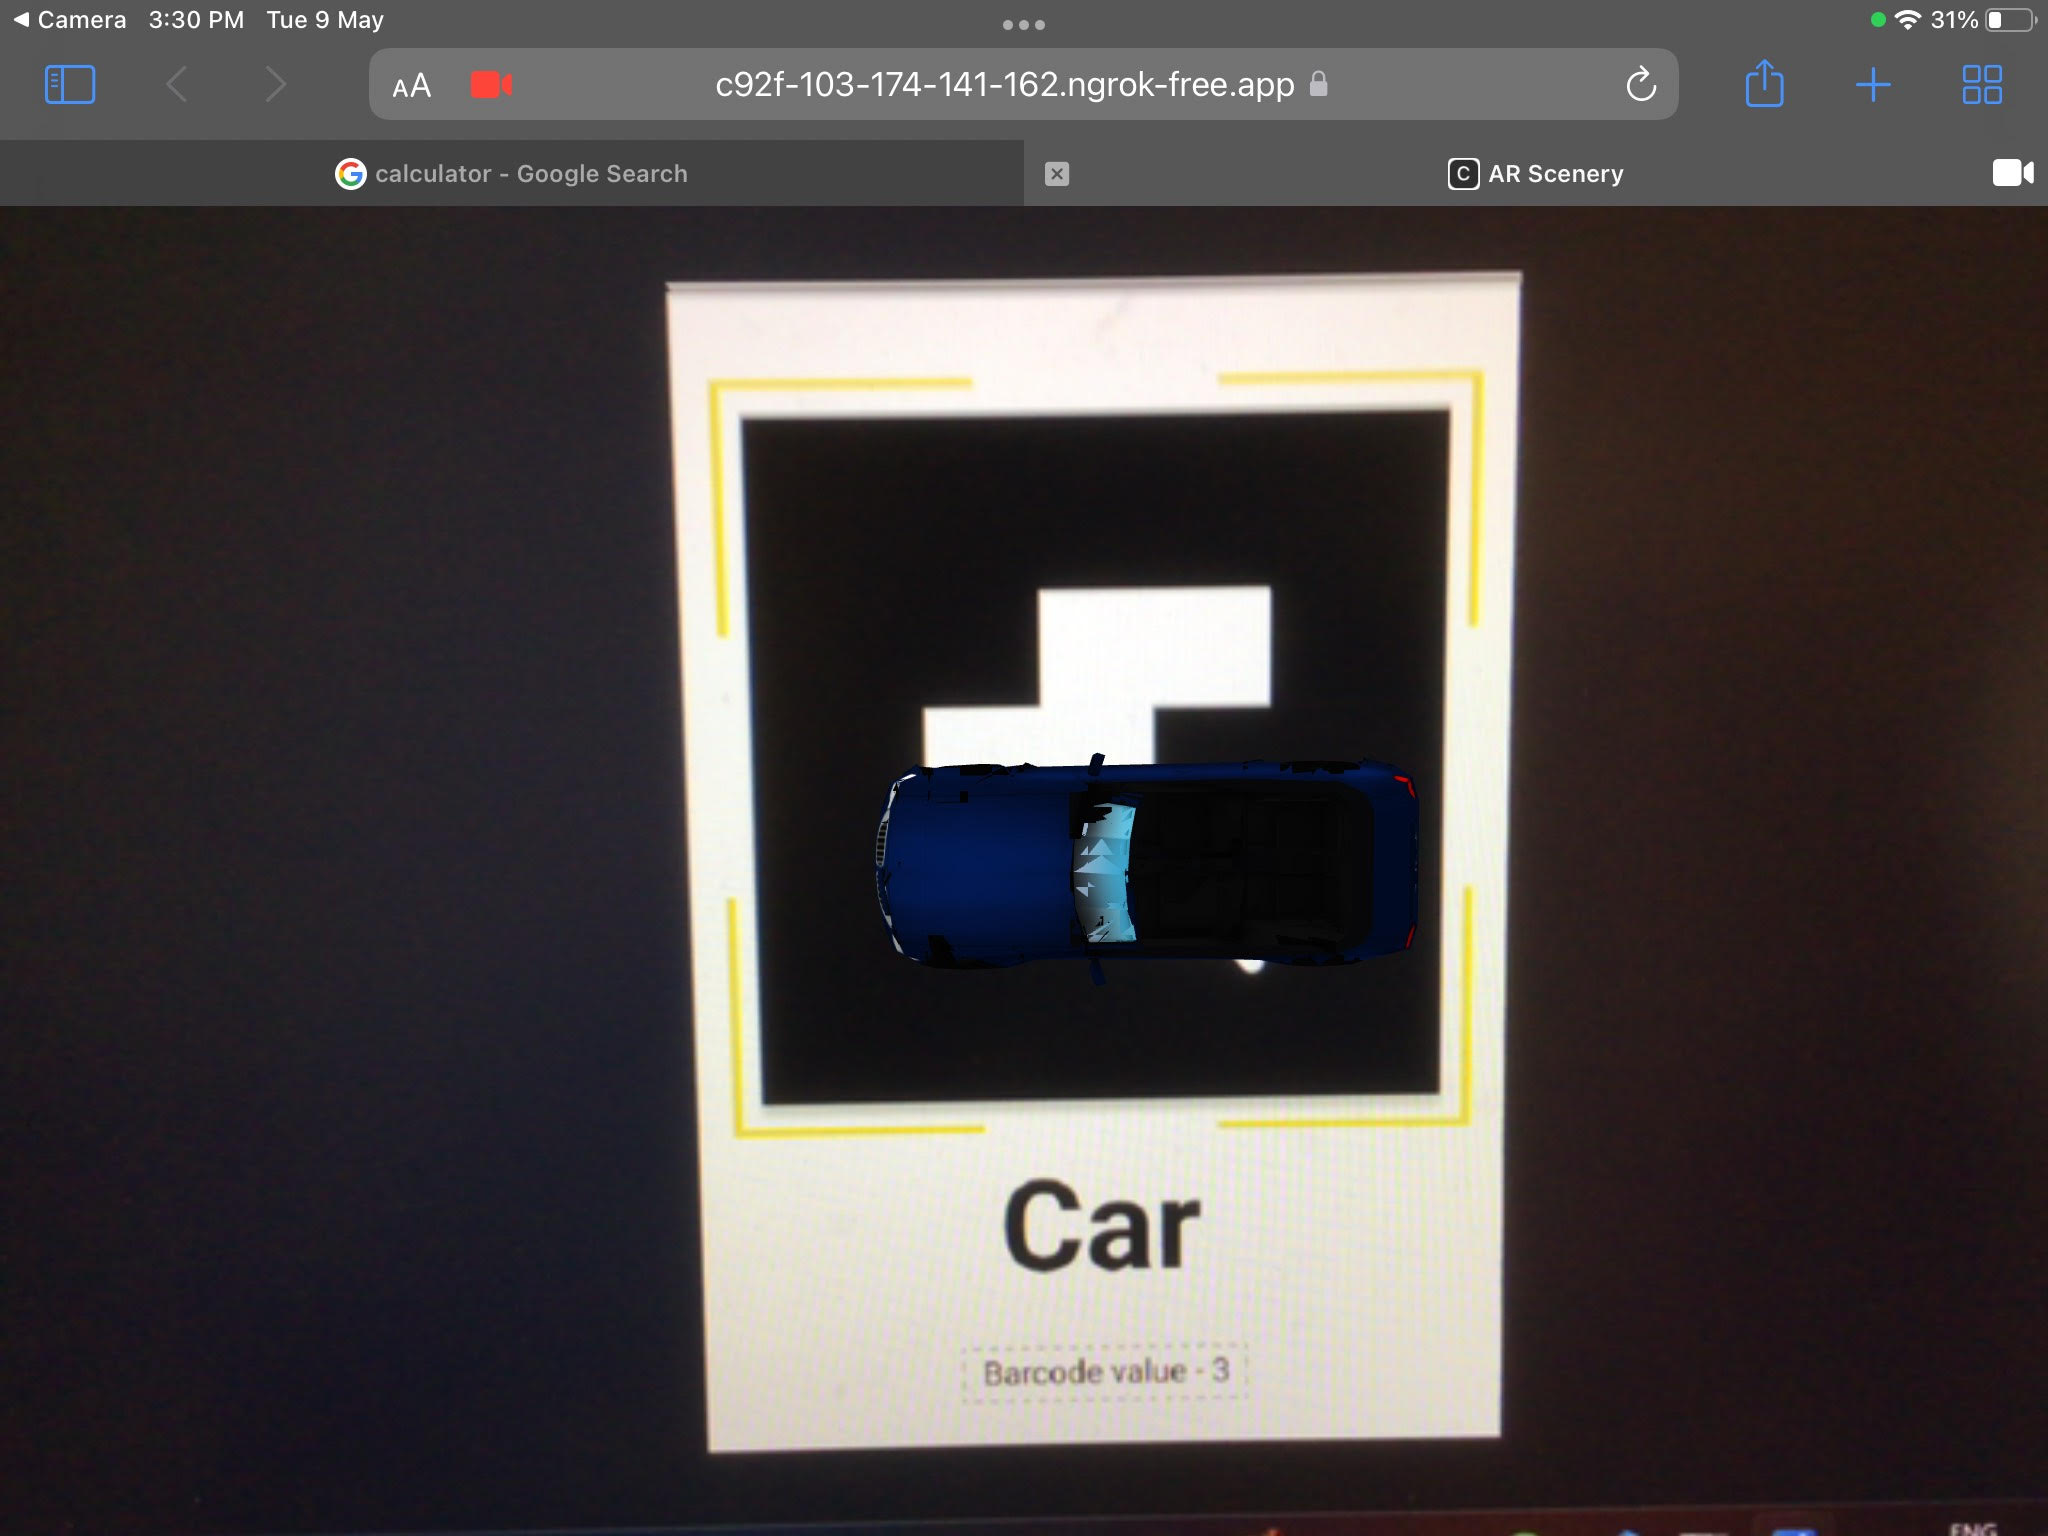 Camera 3:30 PM Tue 9 May
31%
AA c92f-103-174-141-162.ngrok-free.app
calculator - Google Search
C AR Scenery
Car
Barcode value - 3
ENG